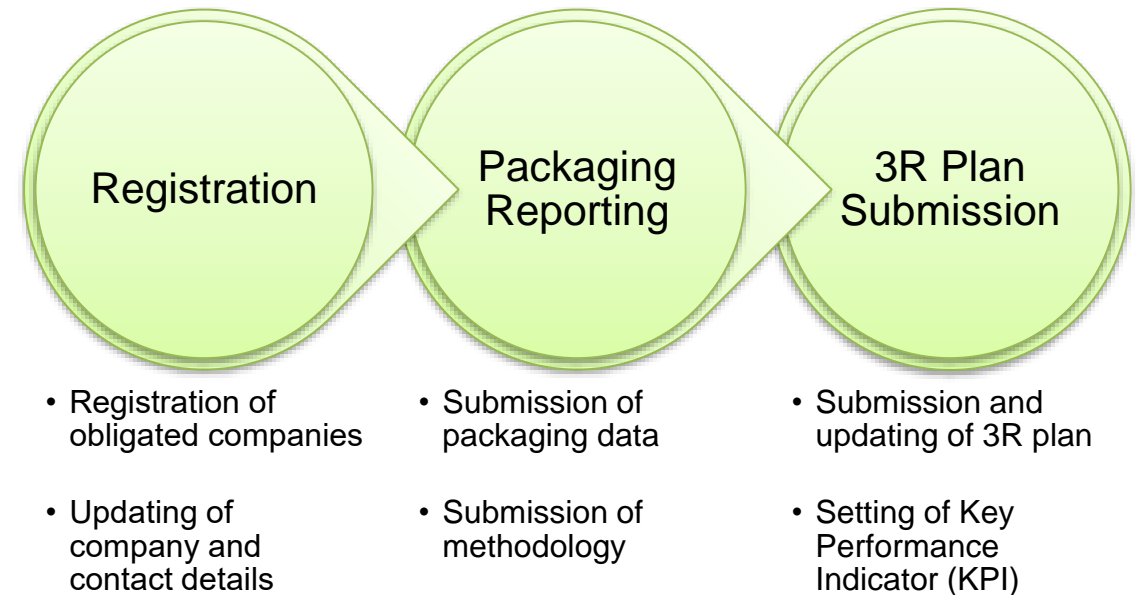 Registration
Packaging
Reporting
3R Plan
Submission
• Registration of
obligated companies
• Updating of
company and
contact details
• Submission of
packaging data
• Submission of
methodology
• Submission and
updating of 3R plan
• Setting of Key
Performance
Indicator (KPI)